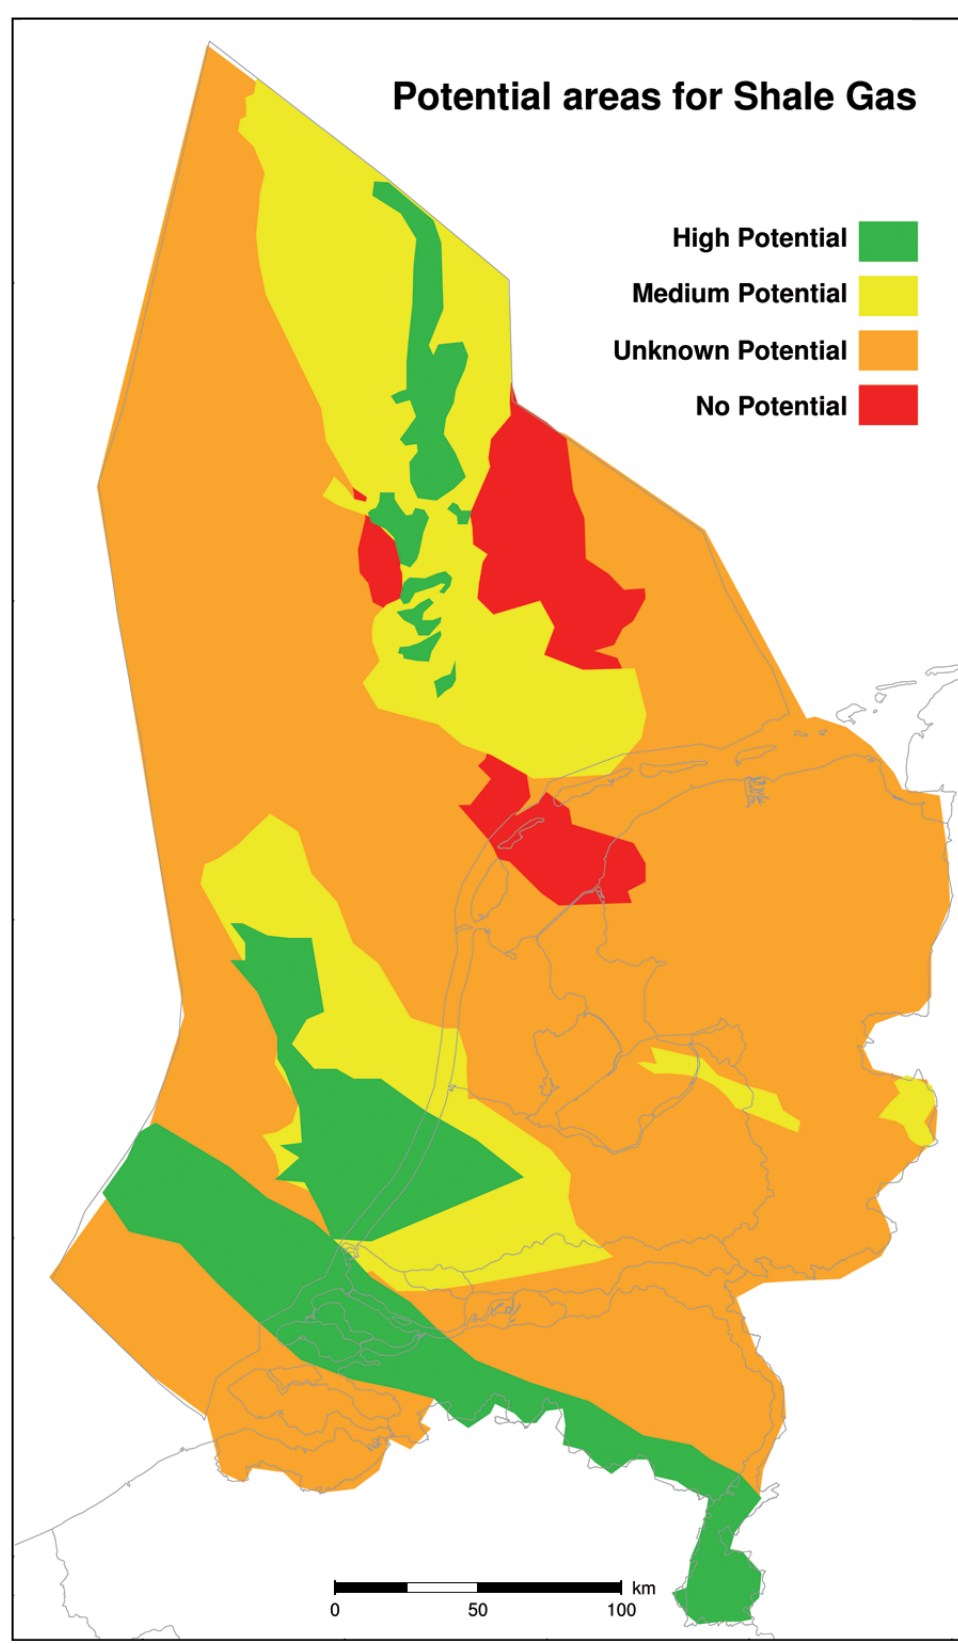 Potential areas for Shale Gas
High Potential
Medium Potential
Unknown Potential
No Potential
km
0 50 100